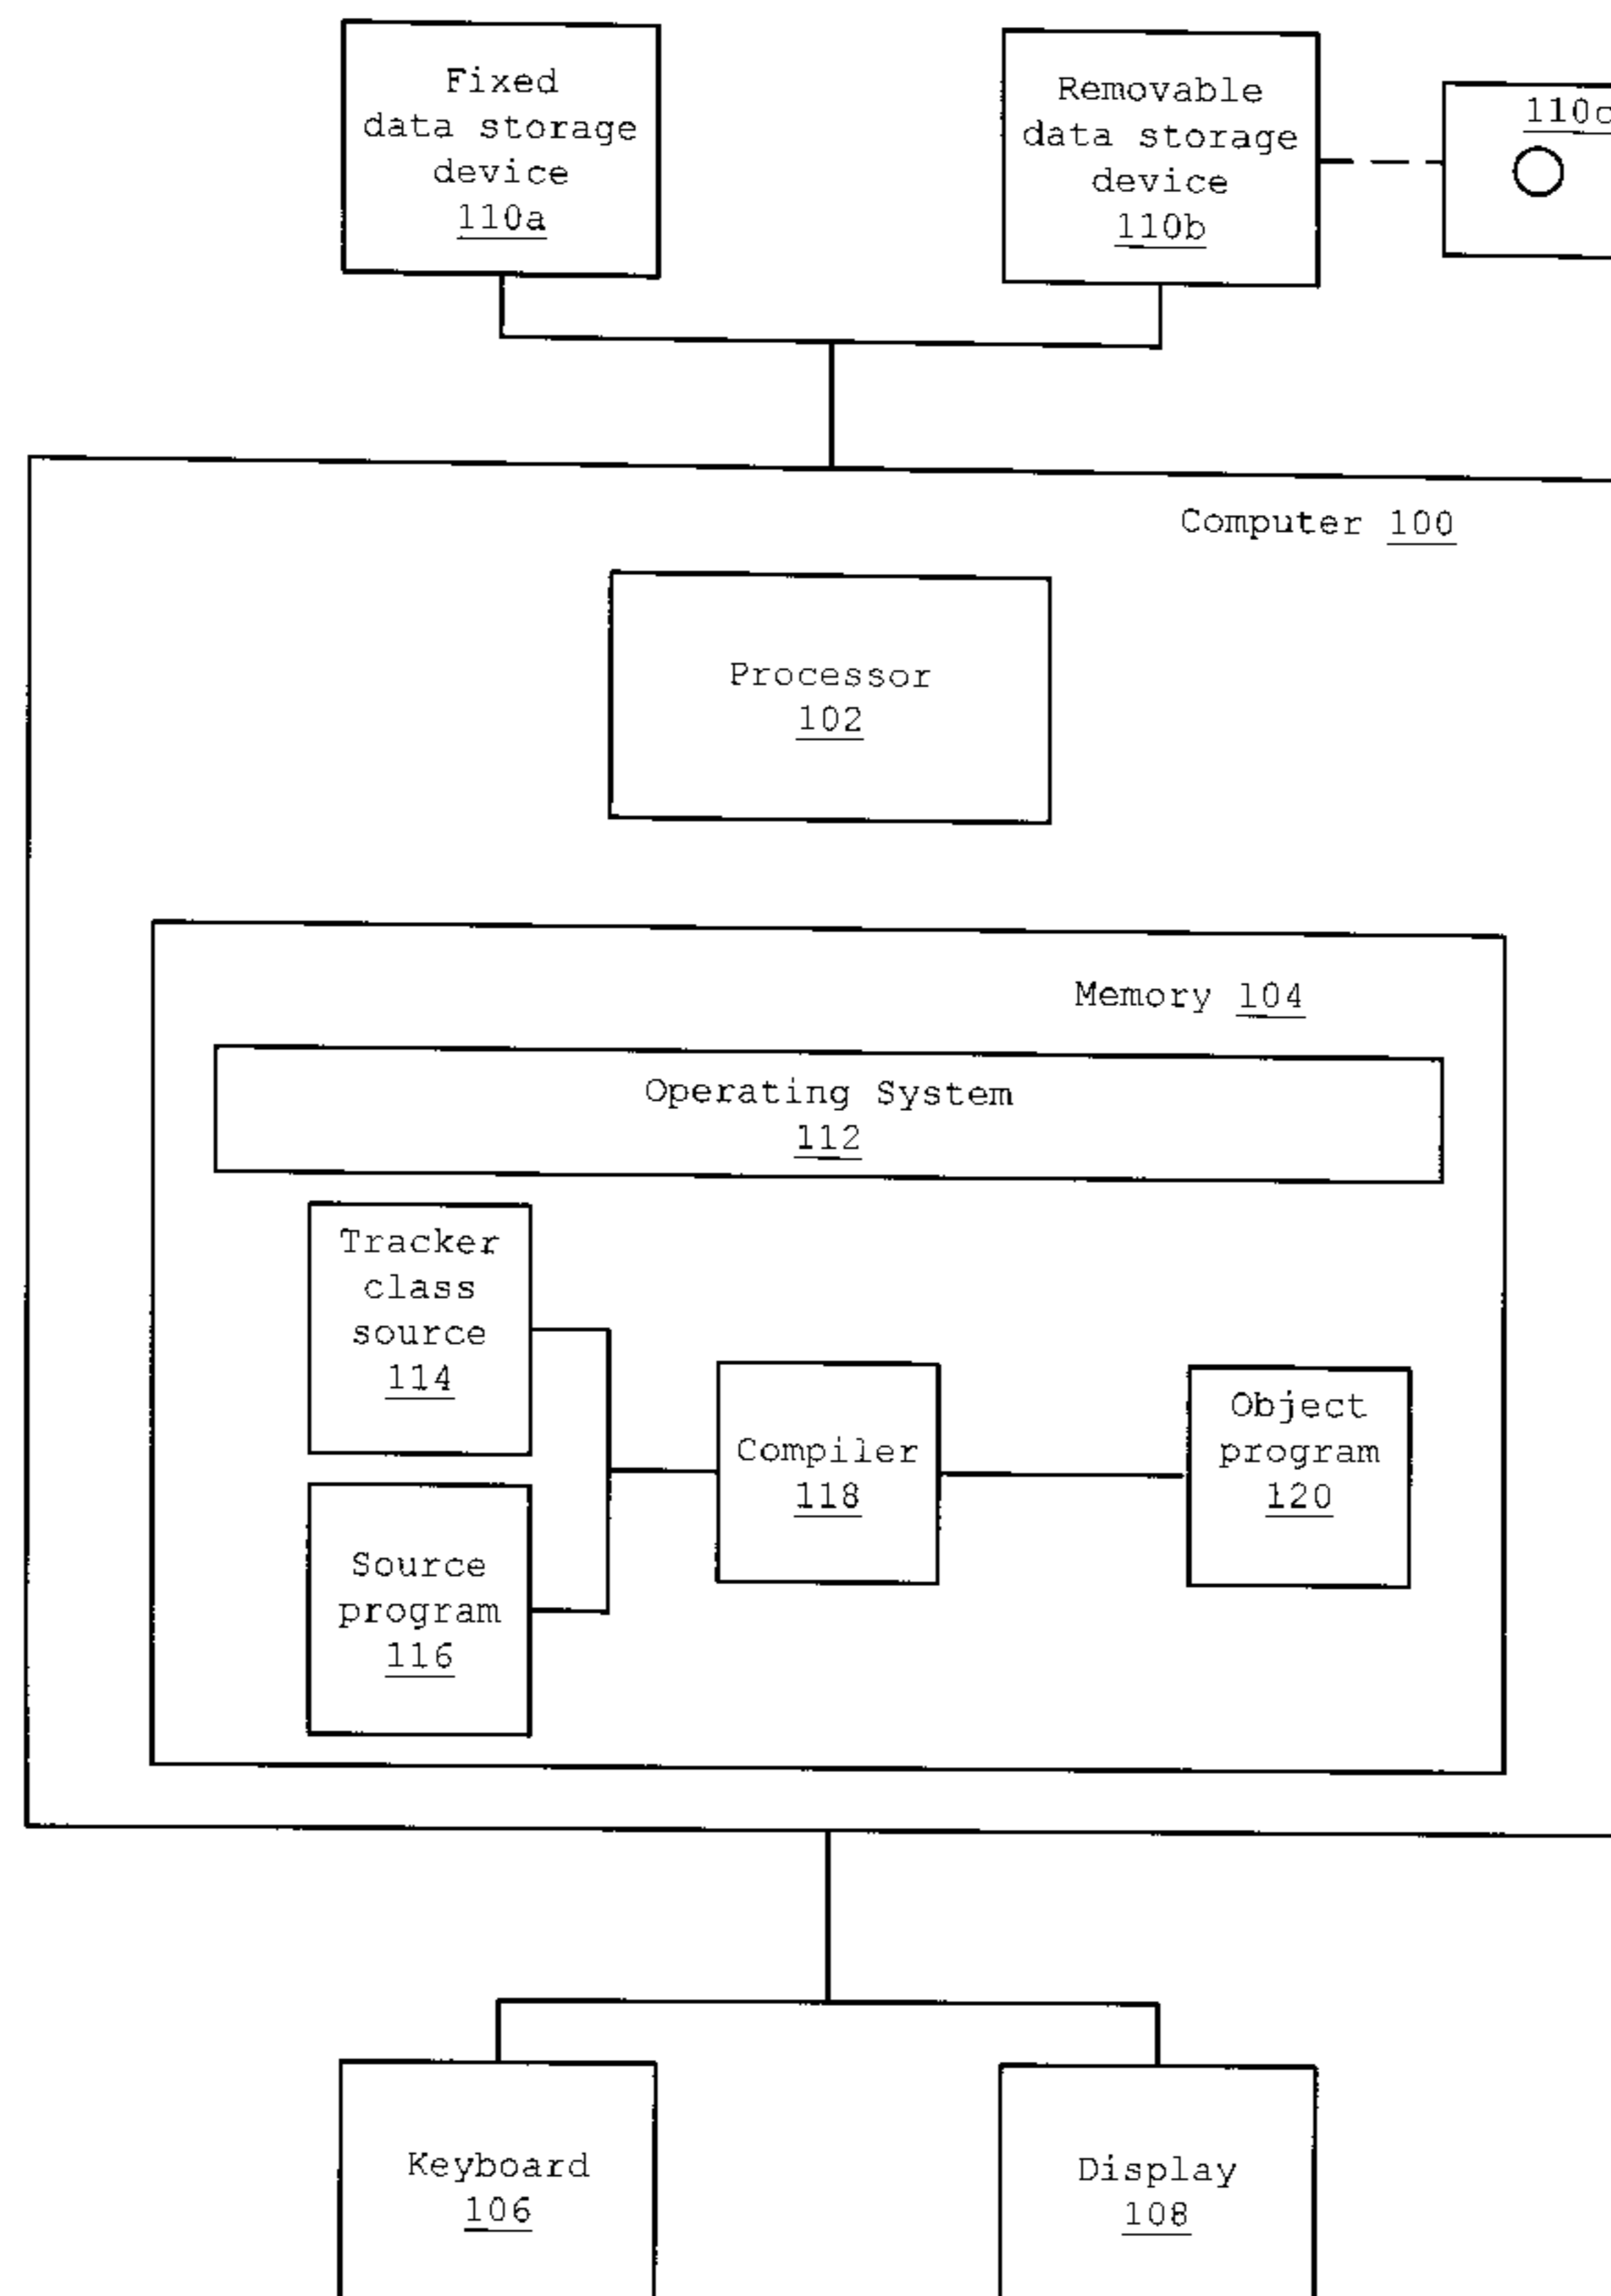 Fixed
data storage
device
110a
Removable
data storage
device
110b
110c
Computer 100
Processor
102
Memory 104
Operating System
112
Tracker
class
source
114
Source
program
116
Compiler
118
Object
program
120
Keyboard
106
Display
108